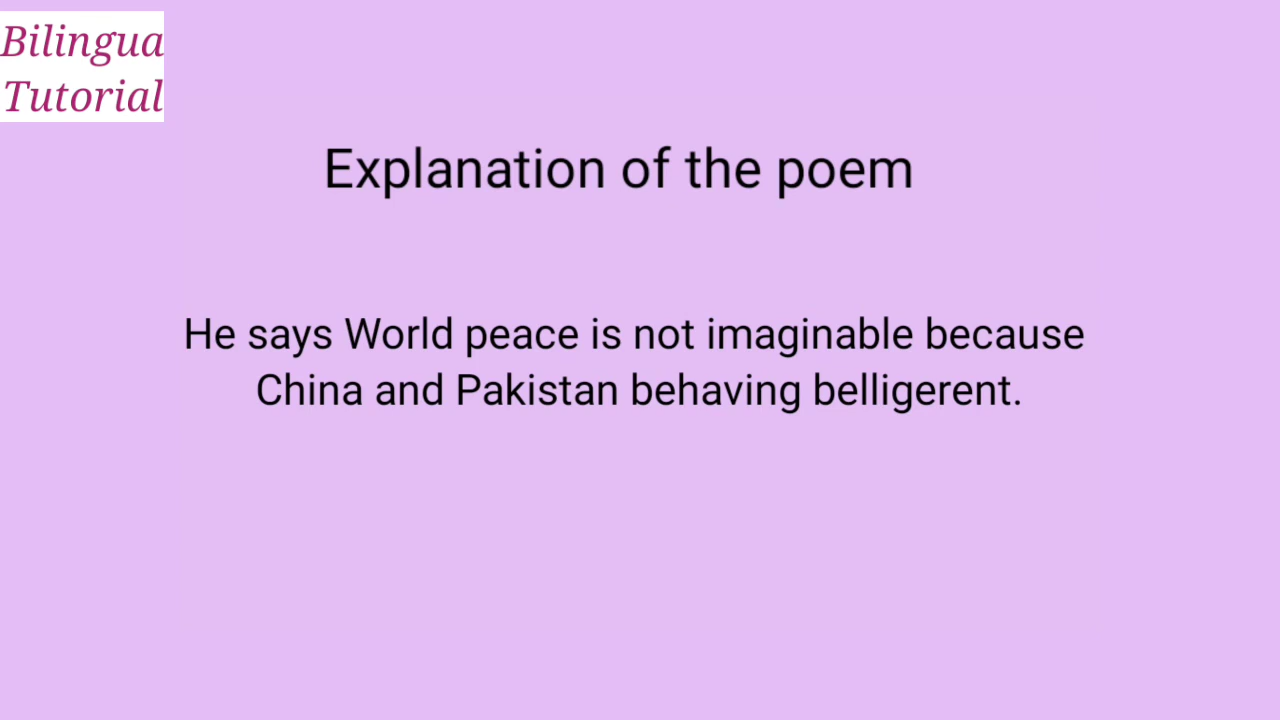 Bilingua
Tutorial
Explanation of the poem
He says World peace is not imaginable because
China and Pakistan behaving belligerent.